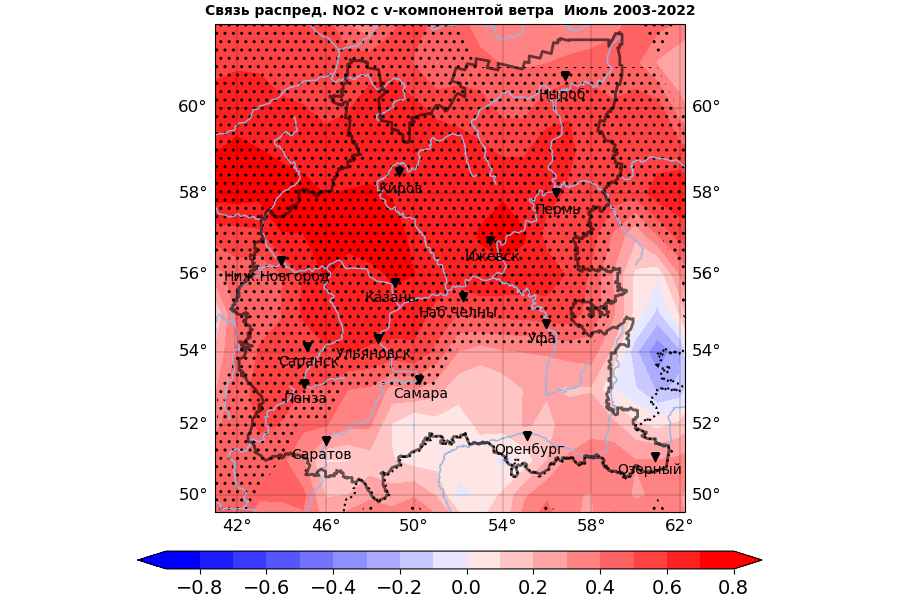 Связь распред. NO2 с v-компонентой ветра Июль 2003-2022
Ныроб
60° 60°
Киров
58° 58°
Пермь
Ижевск
56° Ниж.Новгород 56°
Казань
Наб.Челны
Уфа
54° Ульяновск 54°
Саранск
Самара
Пенза
52° 52°
Оренбург
Саратов
Озерный
50° 50°
42° 46° 50° 54° 58° 62°
−0.8 −0.6 −0.4 −0.2 0.0 0.2 0.4 0.6 0.8